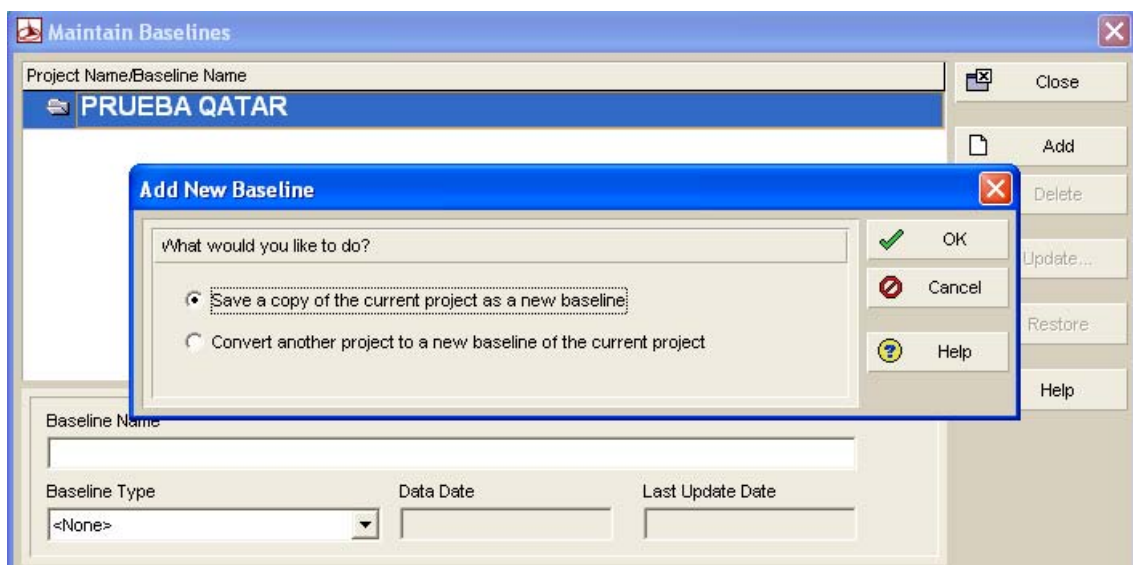 Maintain Baselines
Project Name/Baseline Name
PRUEBA QATAR
Close
Add
Delete
Update...
Restore
Help
Add New Baseline
What would you like to do?
Save a copy of the current project as a new baseline
Convert another project to a new baseline of the current project
OK
Cancel
Help
Baseline Name
Baseline Type
Data Date
Last Update Date
<None>